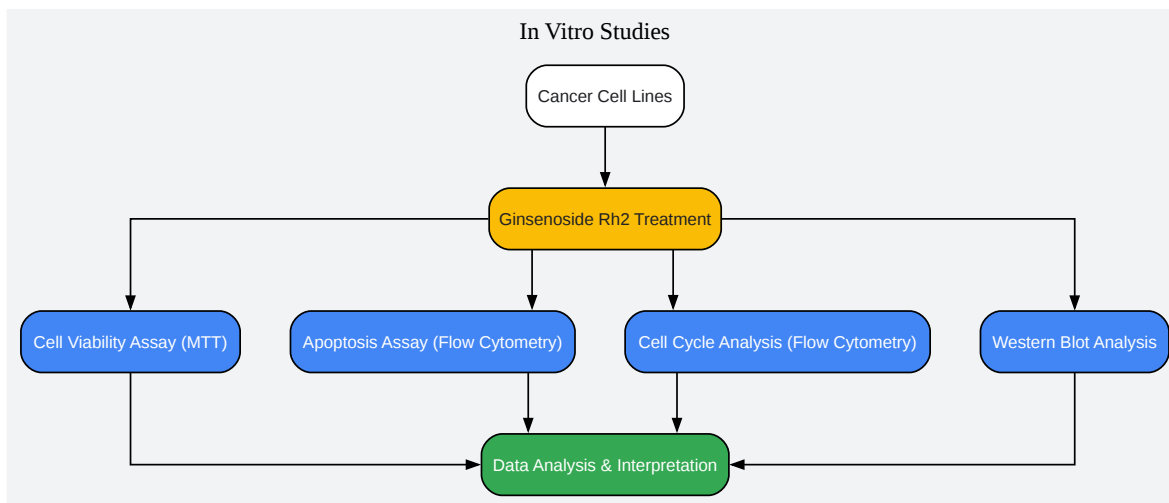 In Vitro Studies
Cancer Cell Lines
Ginsenoside Rh2 Treatment
Cell Viability Assay (MTT)
Apoptosis Assay (Flow Cytometry)
Cell Cycle Analysis (Flow Cytometry)
Western Blot Analysis
Data Analysis & Interpretation